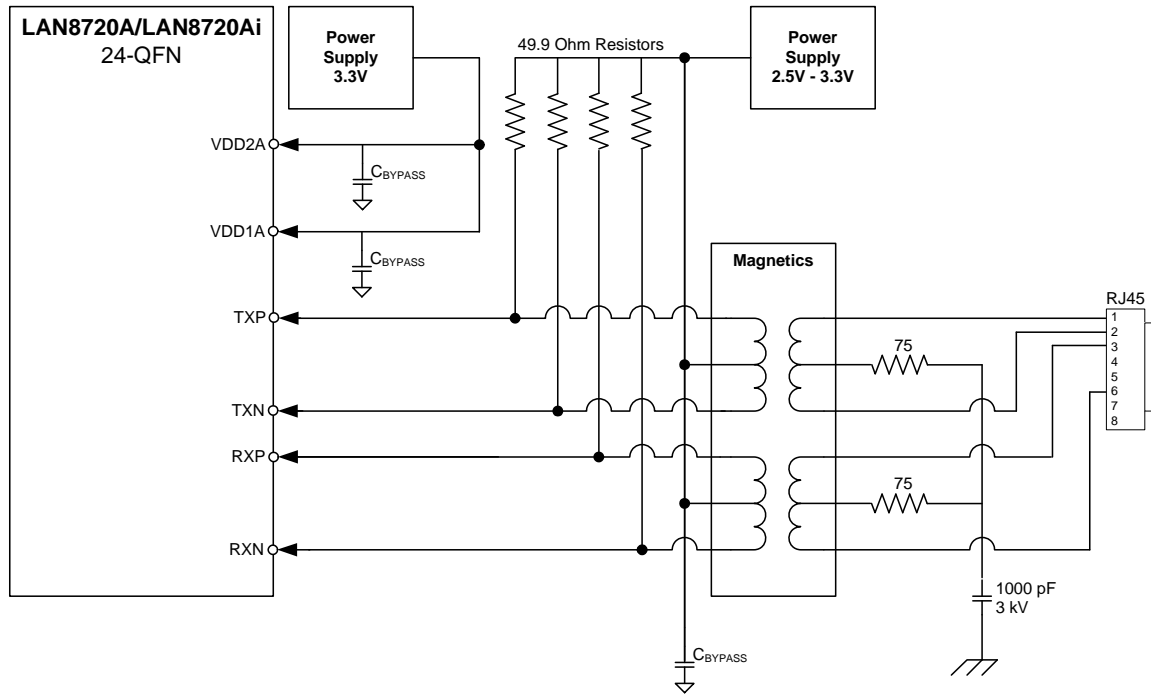 LAN8720A/LAN8720Ai
24-QFN
Power
Supply
3.3V
49.9 Ohm Resistors
Power
Supply
2.5V - 3.3V
VDD2A
CBYPASS
VDD1A
CBYPASS
Magnetics
TXP
RJ45
1
2
3
4
5
6
7
8
75
TXN
RXP
75
RXN
1000 pF
3 kV
CBYPASS